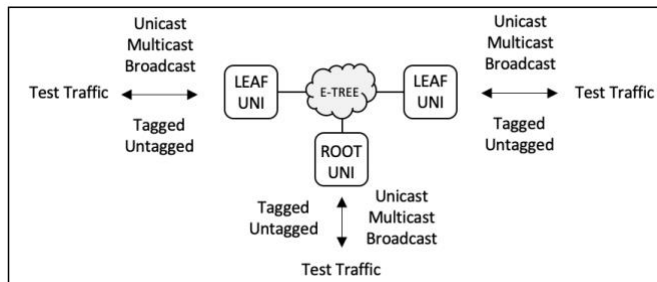 Unicast
Multicast
Broadcast
Test Traffic
Tagged
Untagged
LEAF
UNI
E-TREE
LEAF
UNI
Unicast
Multicast
Broadcast
Test Traffic
Tagged
Untagged
ROOT
UNI
Tagged
Untagged
Unicast
Multicast
Broadcast
Test Traffic